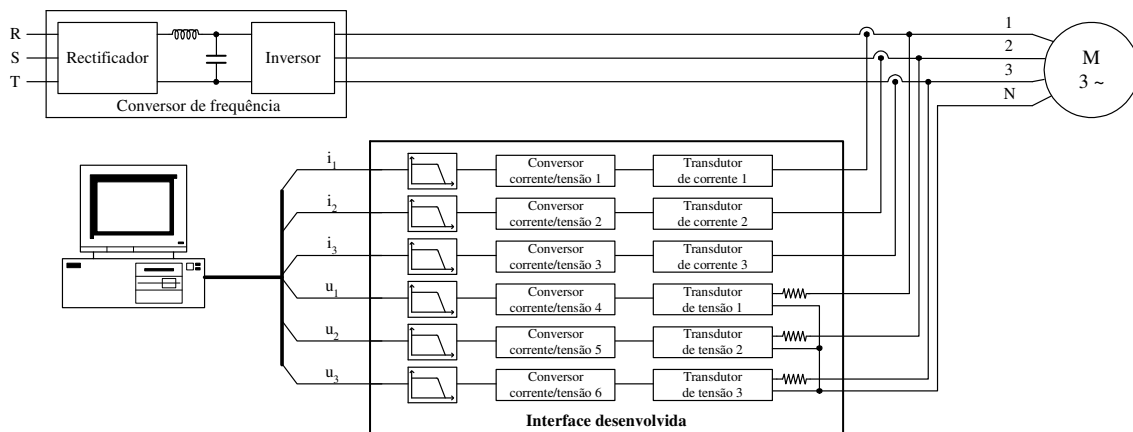 R
S
T
Rectificador
Inversor
Conversor de frequência
1
2
3
N
M
3 ~
i1
Conversor
corrente/tensão 1
Transdutor
de corrente 1
i2
Conversor
corrente/tensão 2
Transdutor
de corrente 2
i3
Conversor
corrente/tensão 3
Transdutor
de corrente 3
u1
Conversor
corrente/tensão 4
Transdutor
de tensão 1
u2
Conversor
corrente/tensão 5
Transdutor
de tensão 2
u3
Conversor
corrente/tensão 6
Transdutor
de tensão 3
Interface desenvolvida